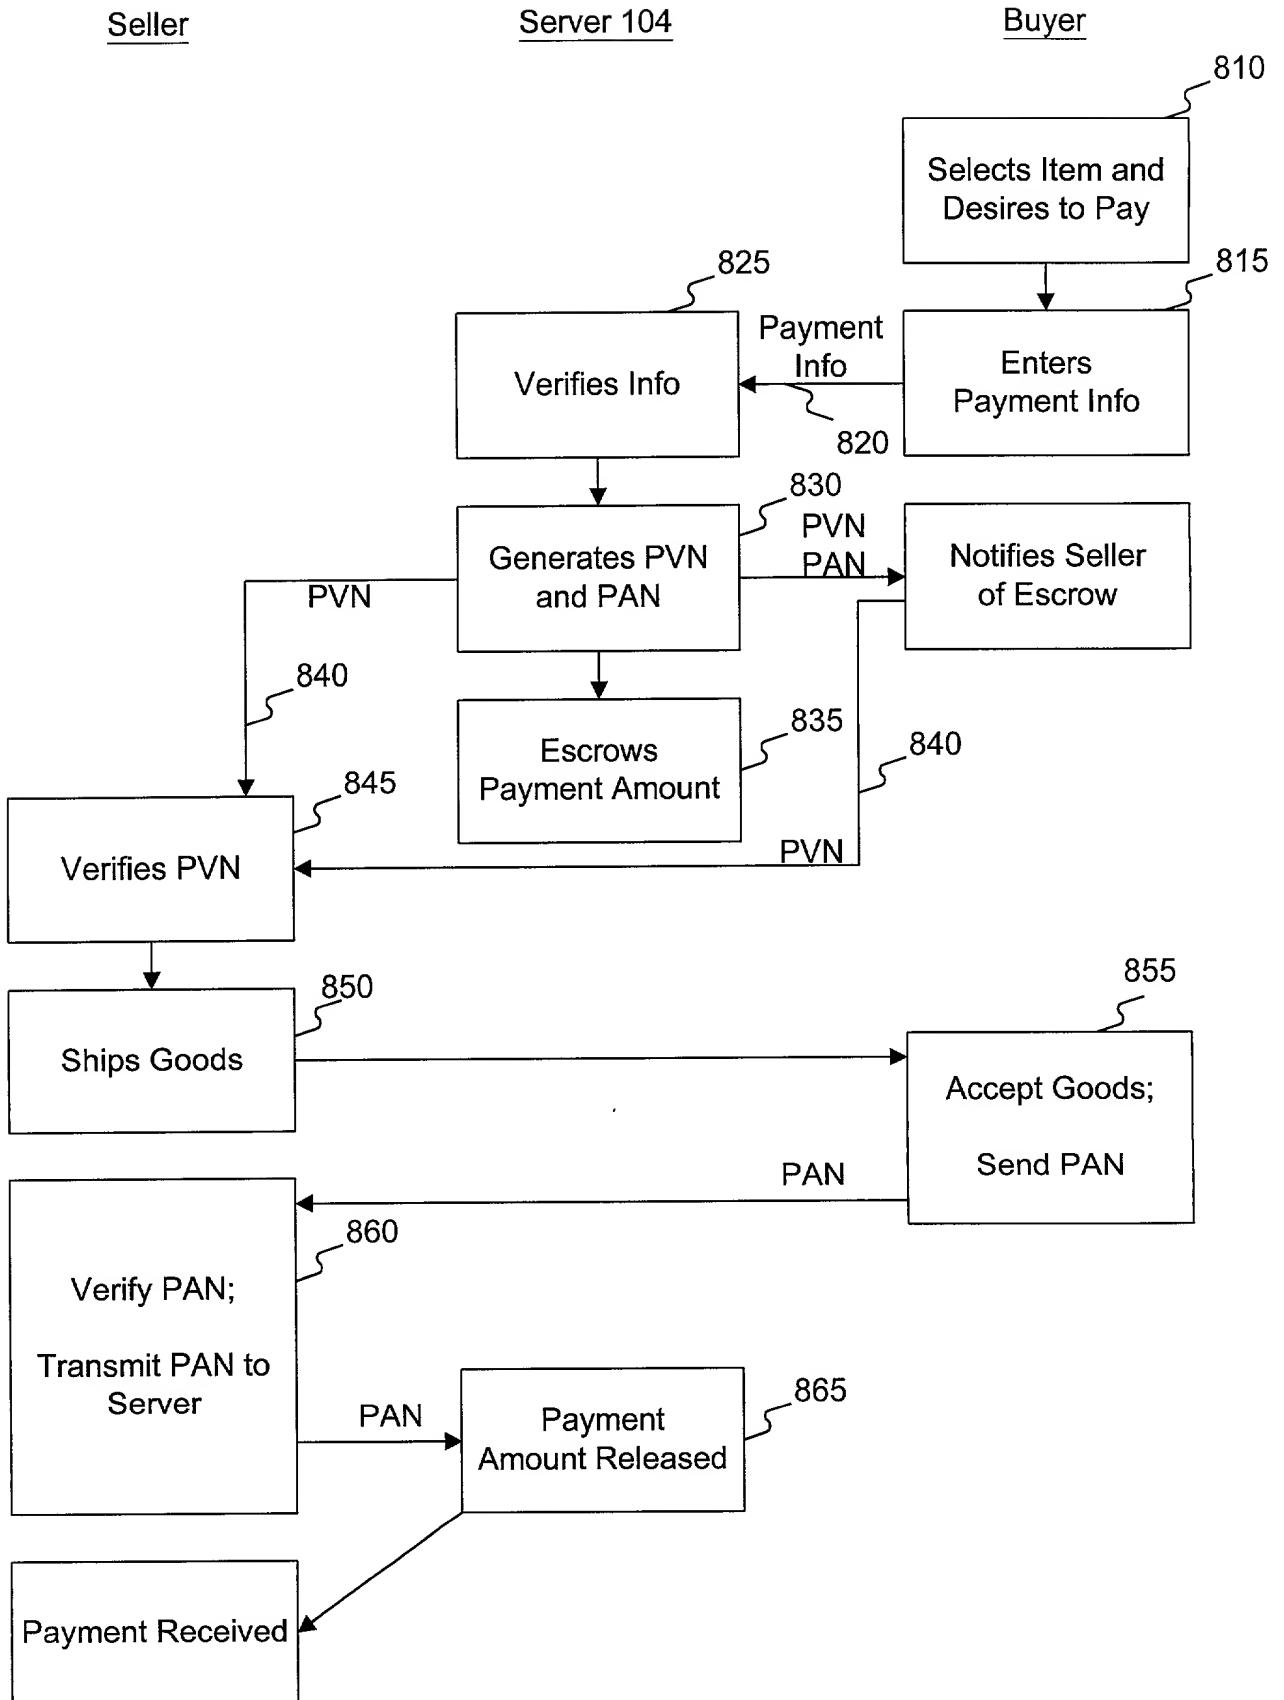 Seller
Server 104
Buyer
810
Selects Item and
Desires to Pay
815
825
Payment
Info
Enters
Payment Info
Verifies Info
820
830
PVN
PAN
Generates PVN
and PAN
Notifies Seller
of Escrow
PVN
840
835
Escrows
Payment Amount
840
845
Verifies PVN
PVN
850
855
Ships Goods
Accept Goods;
Send PAN
PAN
860
Verify PAN;
Transmit PAN to
Server
PAN
865
Payment
Amount Released
Payment Received